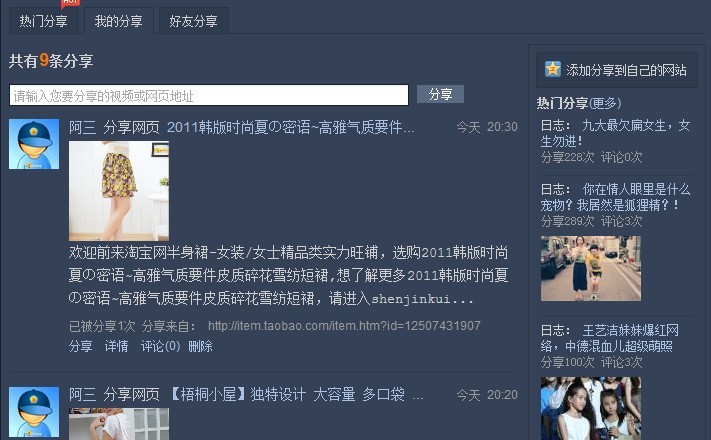 HOT
热门分享
我的分享
好友分享
共有9条分享
请输入您要分享的视频或网页地址
分享
阿三 分享网页 2011韩版时尚夏の密语~高雅气质要件... 今天 20:30
欢迎前来淘宝网半身裙-女装/女士精品类实力旺铺，选购2011韩版时尚
夏の密语~高雅气质要件皮质碎花雪纺短裙,想了解更多2011韩版时尚
夏の密语~高雅气质要件皮质碎花雪纺短裙，请进入shenjinkui...
已被分享1次 分享来自： http://item.taobao.com/item.htm?id=12507431907
分享 详情 评论(0) 删除
阿三 分享网页 【梧桐小屋】独特设计 大容量 多口袋 ... 今天 20:20
添加分享到自己的网站
热门分享(更多)
日志： 九大最欠扁女生，女
生勿进！
分享228次 评论0次
日志： 你在情人眼里是什么
宠物？我居然是狐狸精？！
分享289次 评论3次
日志： 王艺洁妹妹爆红网
络，中德混血儿超级萌照
分享100次 评论3次